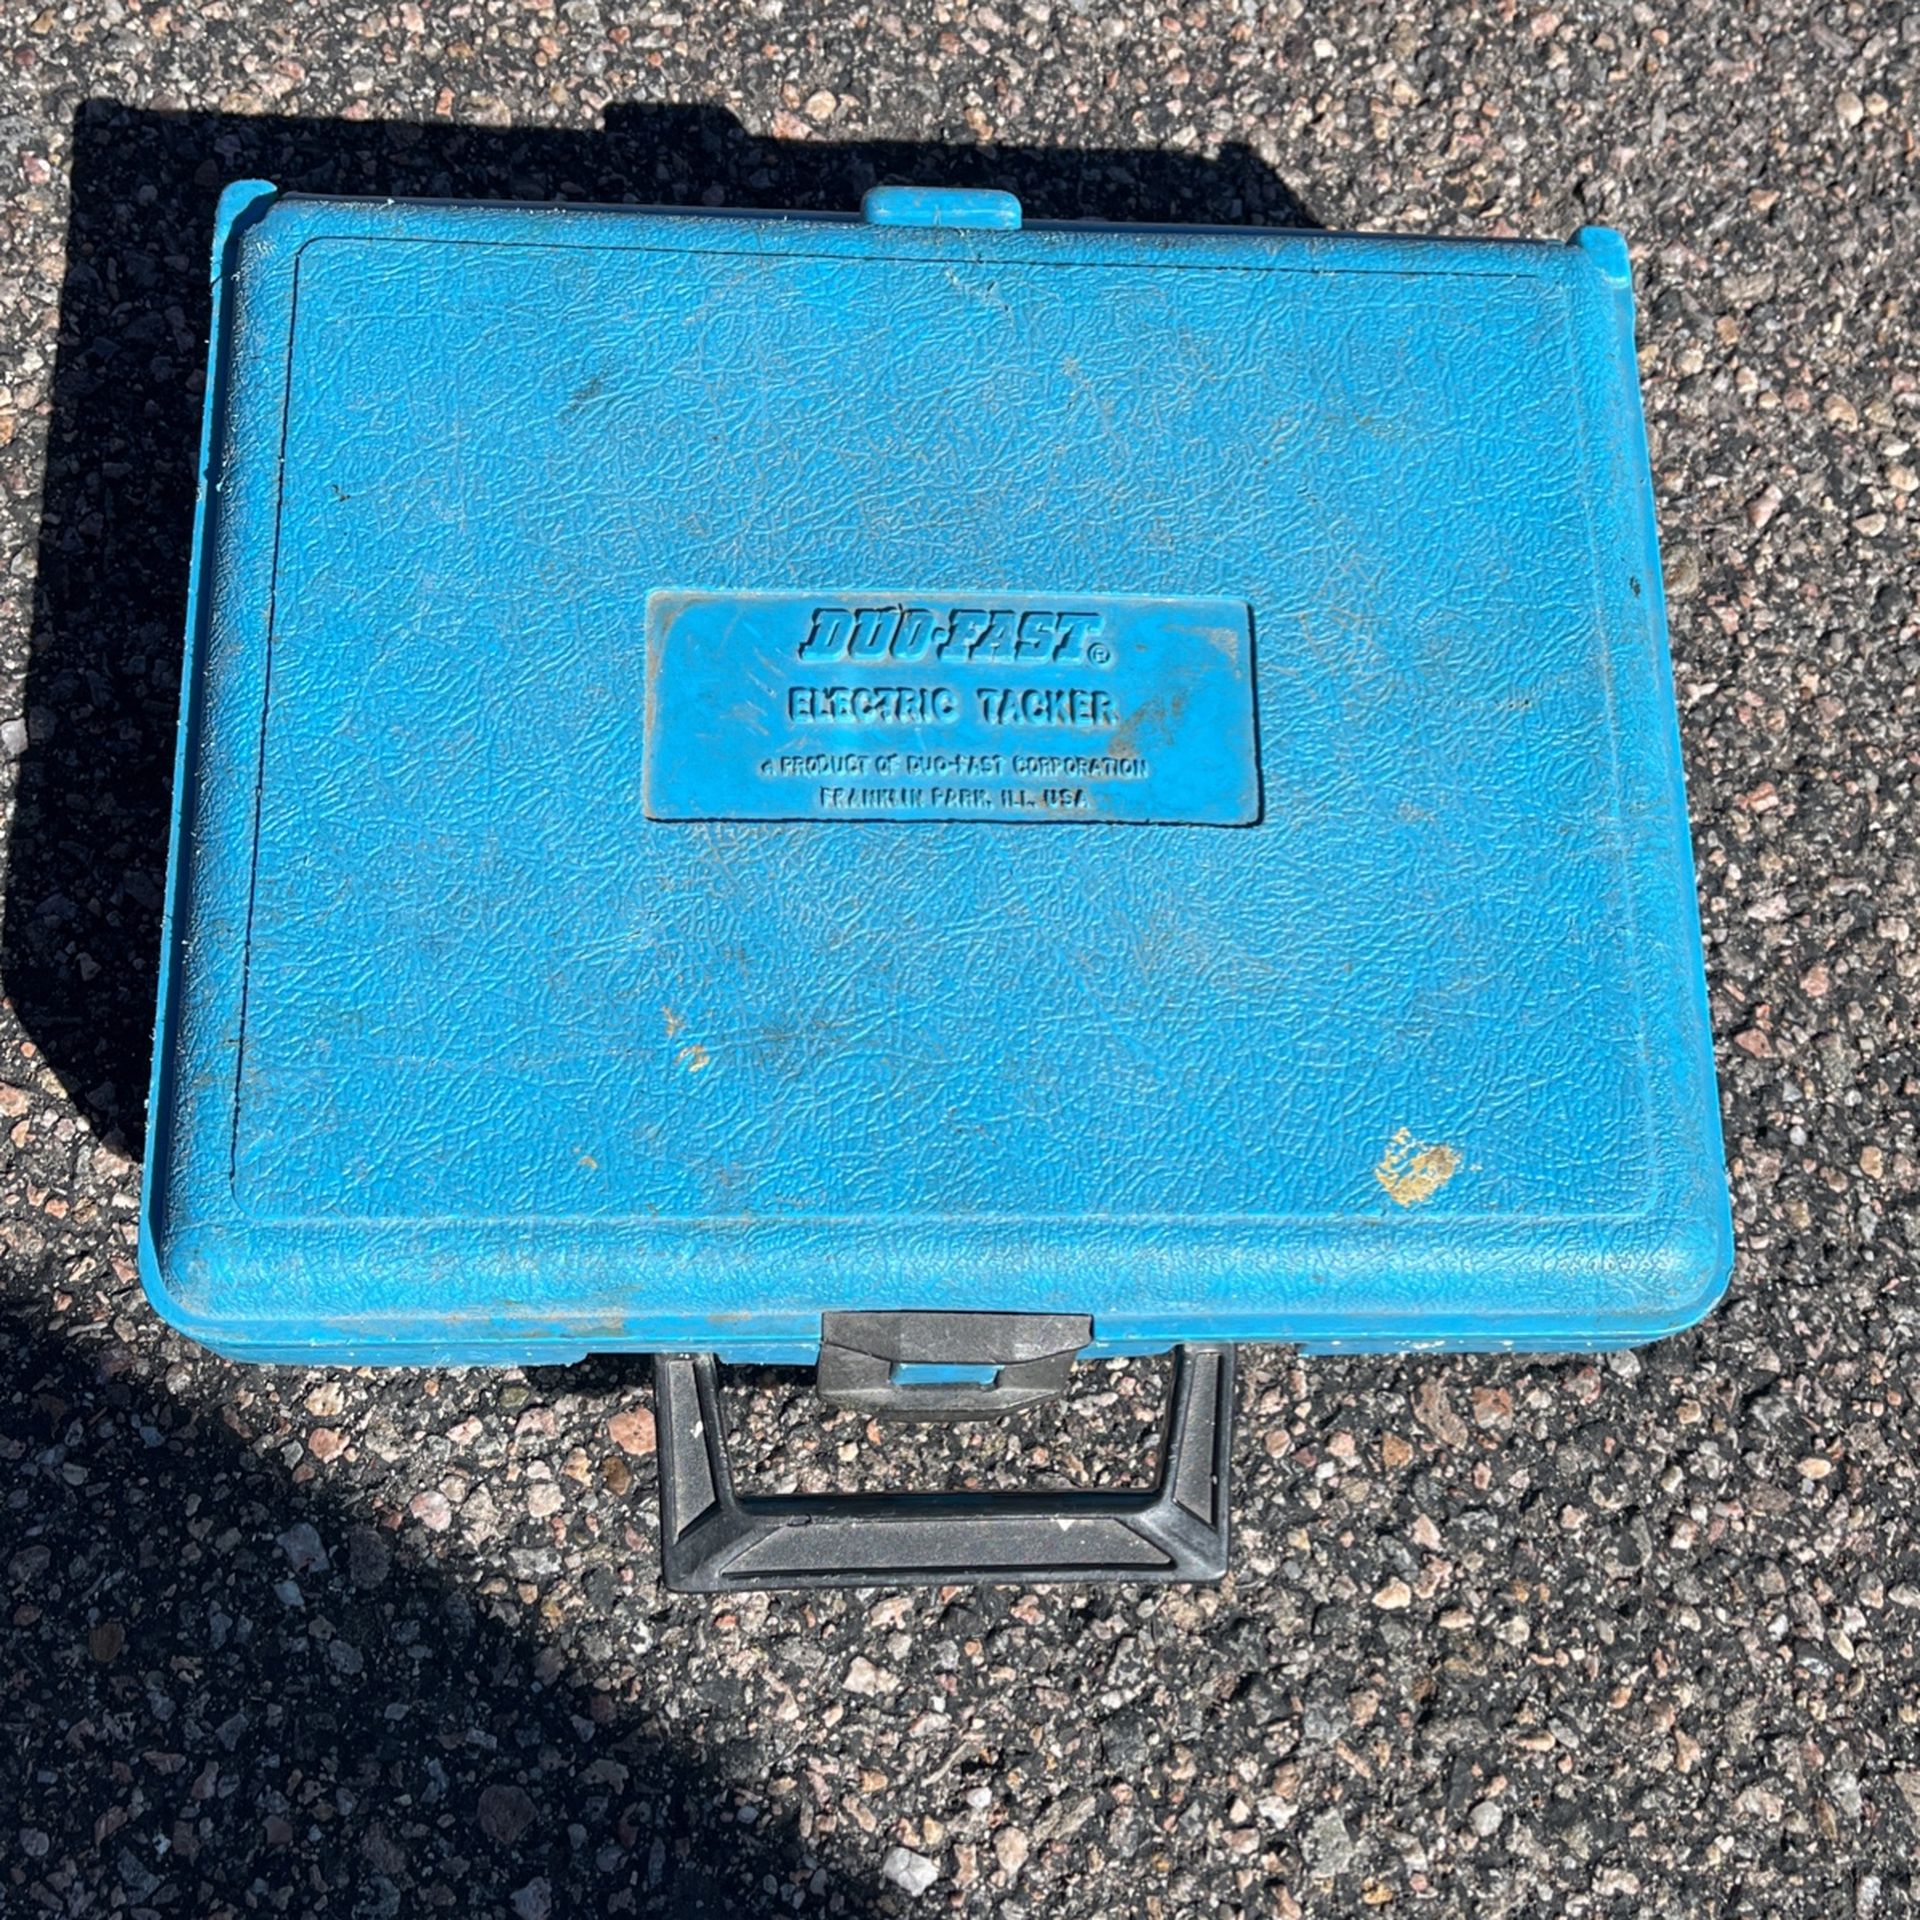 DUO-FAST®
ELECTRIC TACKER
A PRODUCT OF DUO-FAST CORPORATION
FRANKLIN PARK, ILL. USA